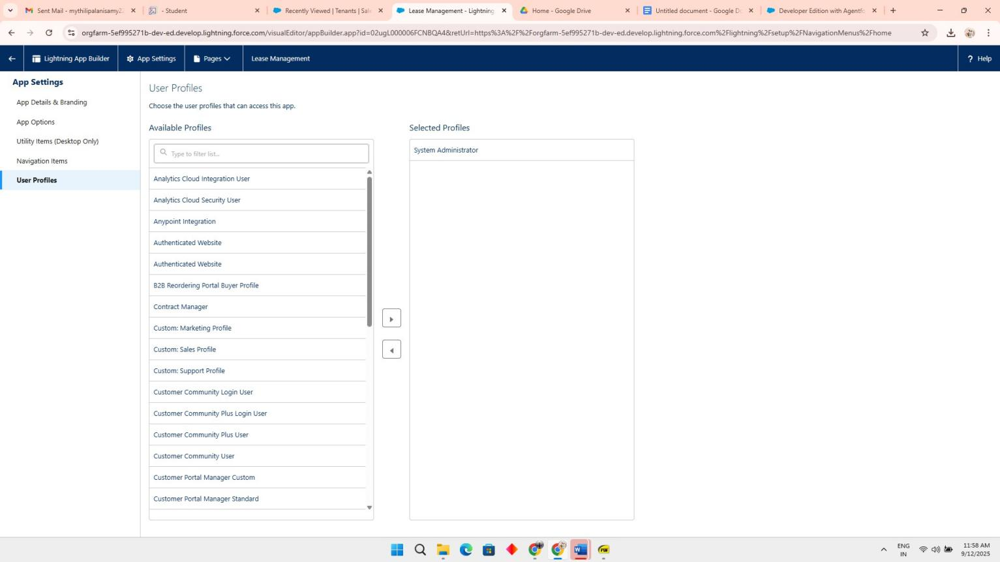 Sent Mail - mythilipalanisamy2
- Student
Recently Viewed | Tenants | Sal
Lease Management - Lightning
Home - Google Drive
Untitled document - Google D
Developer Edition with Agentf
orgfarm-5ef995271b-dev-ed.develop.lightning.force.com/visualEditor/appBuilder.app?id=02ugL000006FCNBQA4&retUrl=https%3A%2F%2Forgfarm-5ef995271b-dev-ed.develop.lightning.force.com%2Flightning%2Fsetup%2FNavigationMenus%2Fhome
Lightning App Builder
App Settings
Pages
Lease Management
? Help
App Settings
App Details & Branding
App Options
Utility Items (Desktop Only)
Navigation Items
User Profiles
User Profiles
Choose the user profiles that can access this app.
Available Profiles
Type to filter list...
Analytics Cloud Integration User
Analytics Cloud Security User
Anypoint Integration
Authenticated Website
Authenticated Website
B2B Reordering Portal Buyer Profile
Contract Manager
Custom: Marketing Profile
Custom: Sales Profile
Custom: Support Profile
Customer Community Login User
Customer Community Plus Login User
Customer Community Plus User
Customer Community User
Customer Portal Manager Custom
Customer Portal Manager Standard
Selected Profiles
System Administrator
ENG
IN
11:58 AM
9/12/2025